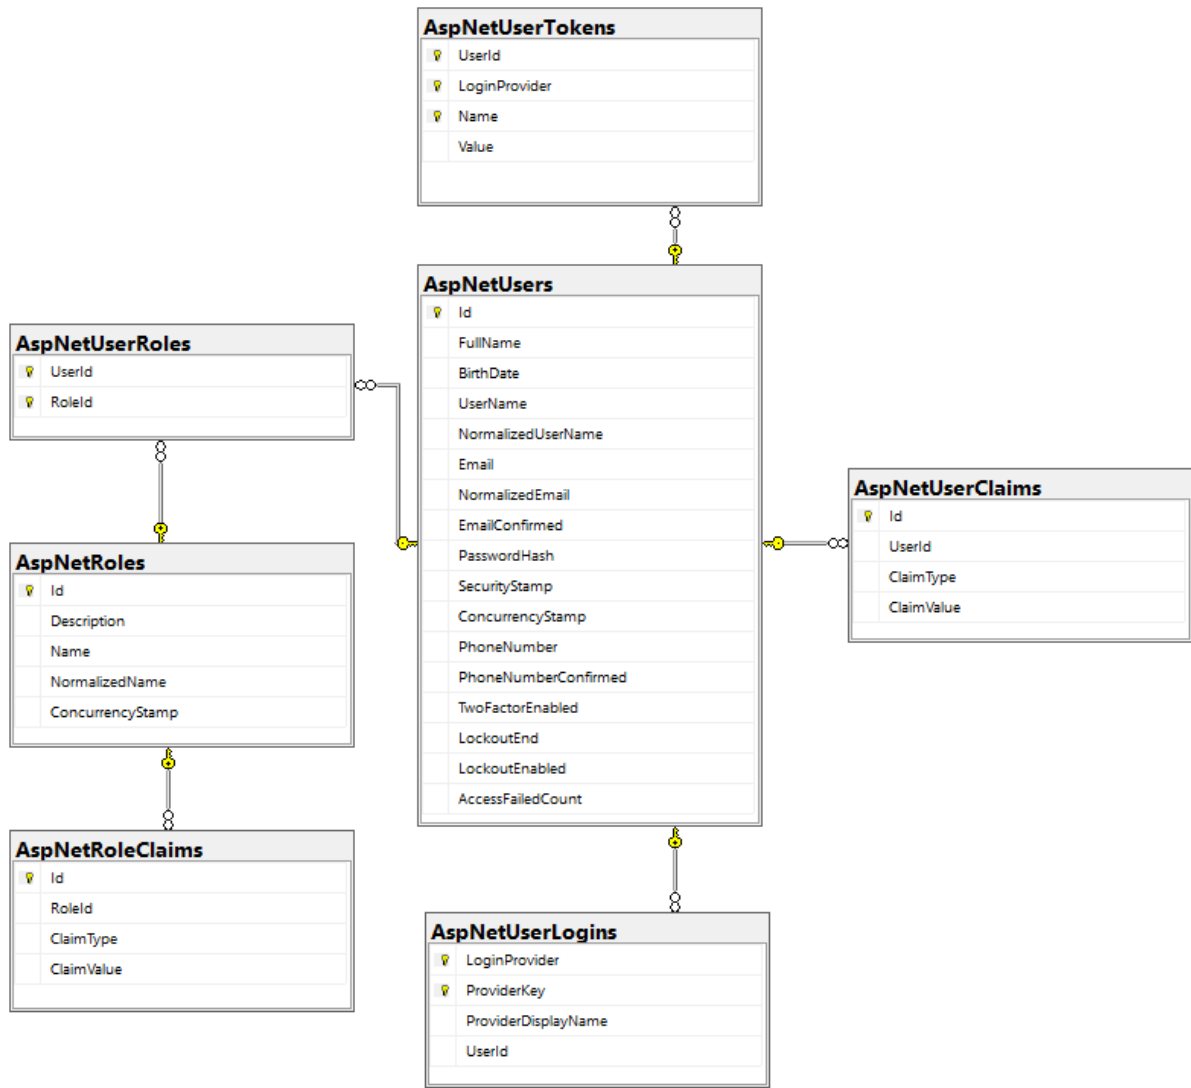 AspNetUserTokens
UserId
LoginProvider
Name
Value
AspNetUsers
Id
FullName
BirthDate
UserName
NormalizedUserName
Email
NormalizedEmail
EmailConfirmed
PasswordHash
SecurityStamp
ConcurrencyStamp
PhoneNumber
PhoneNumberConfirmed
TwoFactorEnabled
LockoutEnd
LockoutEnabled
AccessFailedCount
AspNetUserRoles
UserId
RoleId
AspNetRoles
Id
Description
Name
NormalizedName
ConcurrencyStamp
AspNetRoleClaims
Id
RoleId
ClaimType
ClaimValue
AspNetUserClaims
Id
UserId
ClaimType
ClaimValue
AspNetUserLogins
LoginProvider
ProviderKey
ProviderDisplayName
UserId